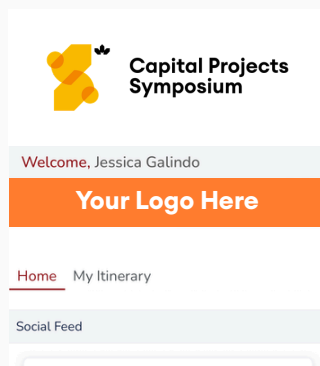 Capital Projects
Symposium
Welcome, Jessica Galindo
Your Logo Here
Home My Itinerary
Social Feed